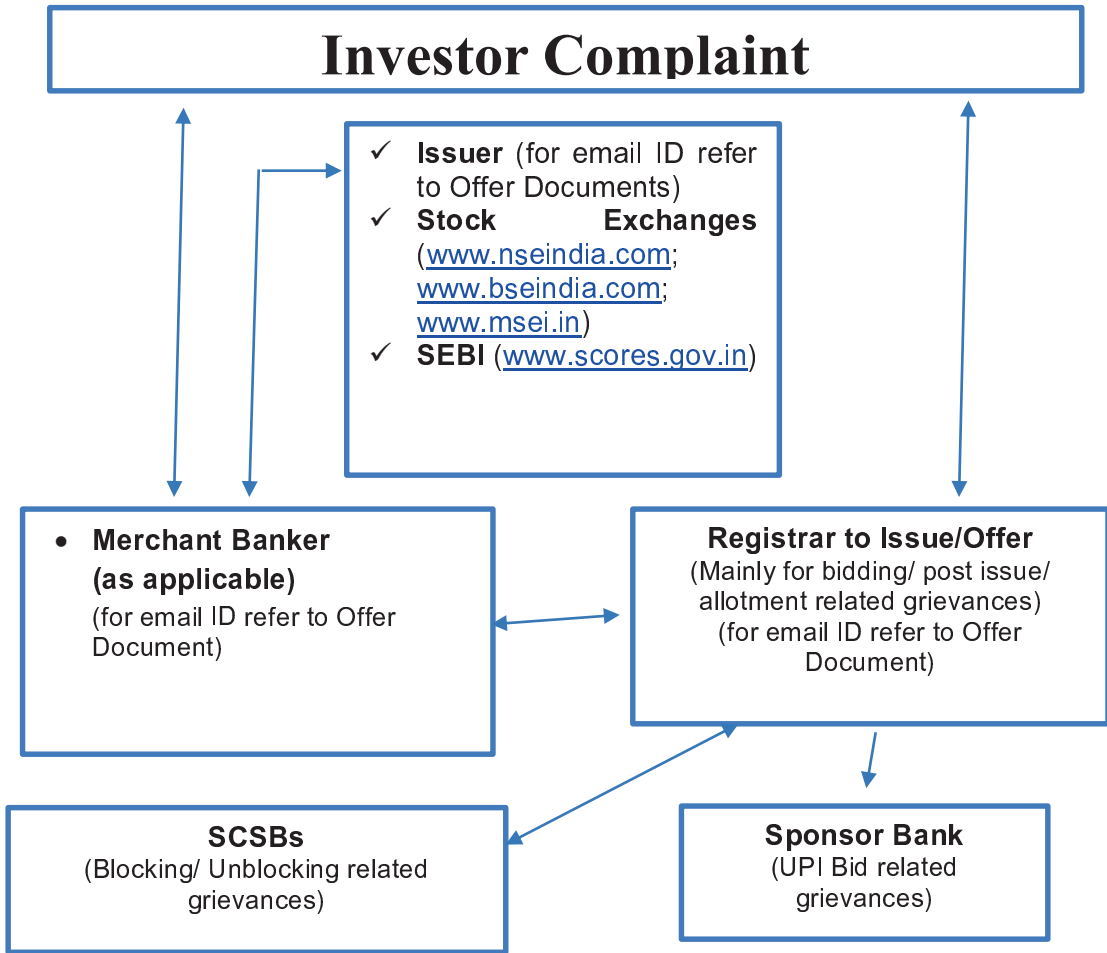 Investor Complaint
✓ Issuer (for email ID refer
to Offer Documents)
✓ Stock Exchanges
(www.nseindia.com;
www.bseindia.com;
www.msei.in)
✓ SEBI (www.scores.gov.in)
• Merchant Banker
(as applicable)
(for email ID refer to Offer
Document)
Registrar to Issue/Offer
(Mainly for bidding/ post issue/
allotment related grievances)
(for email ID refer to Offer
Document)
SCSBs
(Blocking/ Unblocking related
grievances)
Sponsor Bank
(UPI Bid related
grievances)